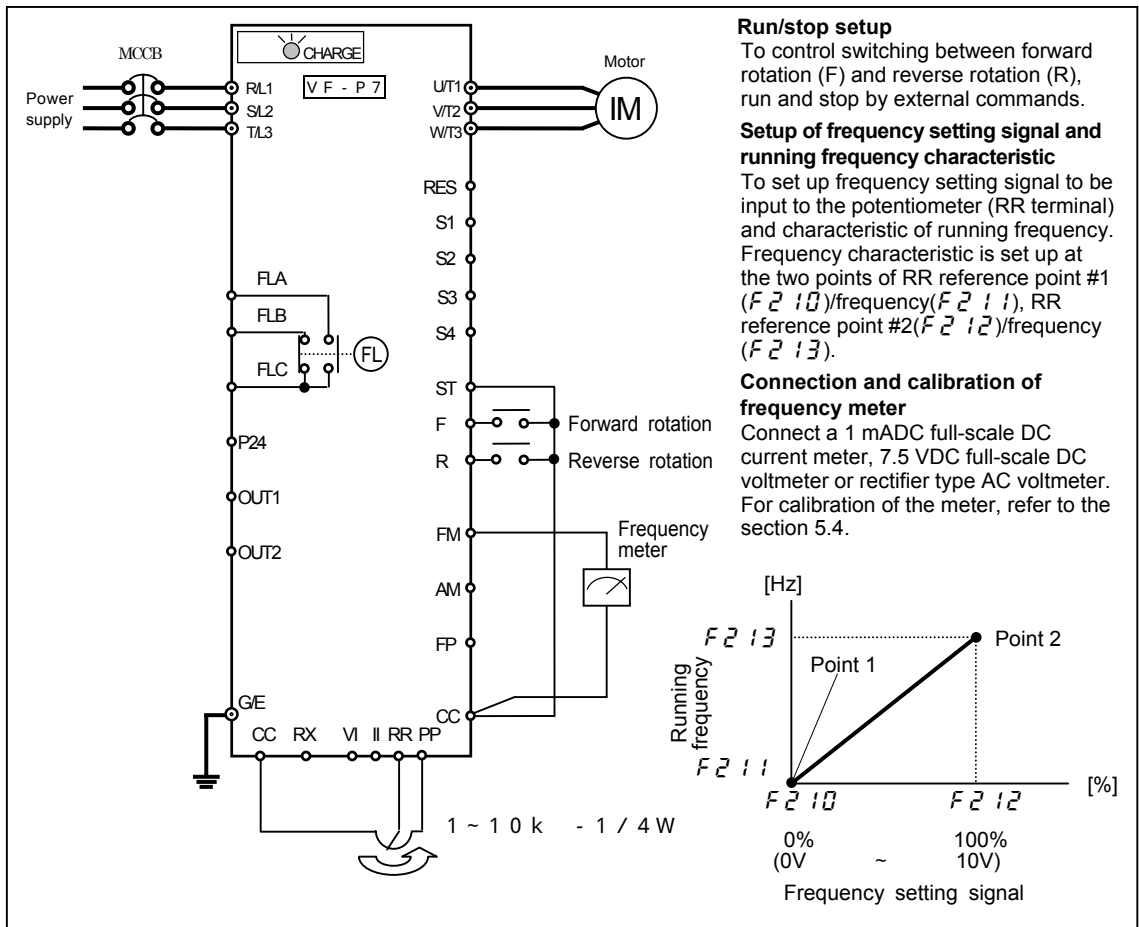 CHARGE
MCCB
VF-P7
Motor
Power
supply
R/L1
S/L2
T/L3
U/T1
V/T2
W/T3
IM
RES
S1
S2
S3
S4
FLA
FLB
FLC
FL
ST
F
R
Forward rotation
Reverse rotation
P24
OUT1
OUT2
FM
AM
FP
CC
Frequency
meter
G/E
CC RX VI II RR PP
1~10k -1/4W
Run/stop setup
To control switching between forward
rotation (F) and reverse rotation (R),
run and stop by external commands.
Setup of frequency setting signal and
running frequency characteristic
To set up frequency setting signal to be
input to the potentiometer (RR terminal)
and characteristic of running frequency.
Frequency characteristic is set up at
the two points of RR reference point #1
(F210)/frequency(F211), RR
reference point #2(F212)/frequency
(F213).
Connection and calibration of
frequency meter
Connect a 1 mADC full-scale DC
current meter, 7.5 VDC full-scale DC
voltmeter or rectifier type AC voltmeter.
For calibration of the meter, refer to the
section 5.4.
[Hz]
F213
Point 2
Point 1
Running
frequency
F211
[%]
F210 F212
0% 100%
(0V ~ 10V)
Frequency setting signal